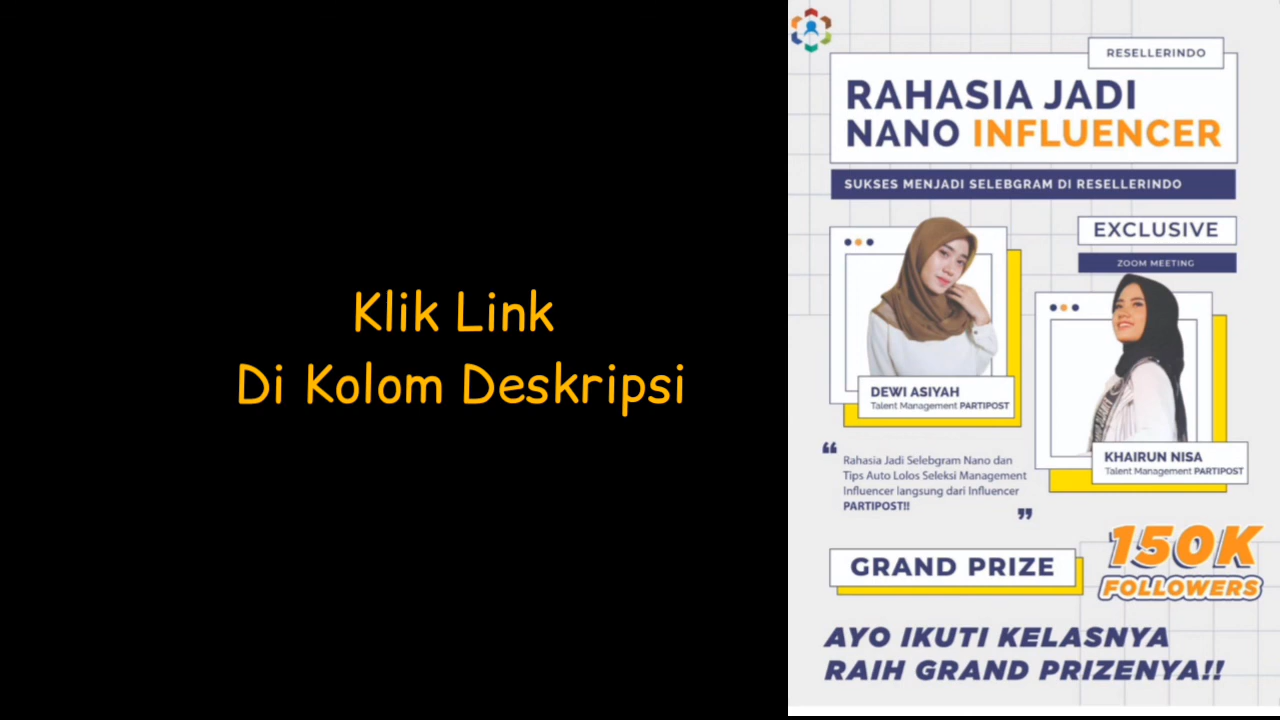 Klik Link
Di Kolom Deskripsi
RESELLERINDO
RAHASIA JADI
NANO INFLUENCER
SUKSES MENJADI SELEBGRAM DI RESELLERINDO
EXCLUSIVE
ZOOM MEETING
DEWI ASIYAH
Talent Management PARTIPOST
KHAIRUN NISA
Talent Management PARTIPOST
“
Rahasia Jadi Selebgram Nano dan
Tips Auto Lolos Seleksi Management
Influencer langsung dari Influencer
PARTIPOST!!
”
GRAND PRIZE
150K
FOLLOWERS
AYO IKUTI KELASNYA
RAIH GRAND PRIZENYA!!